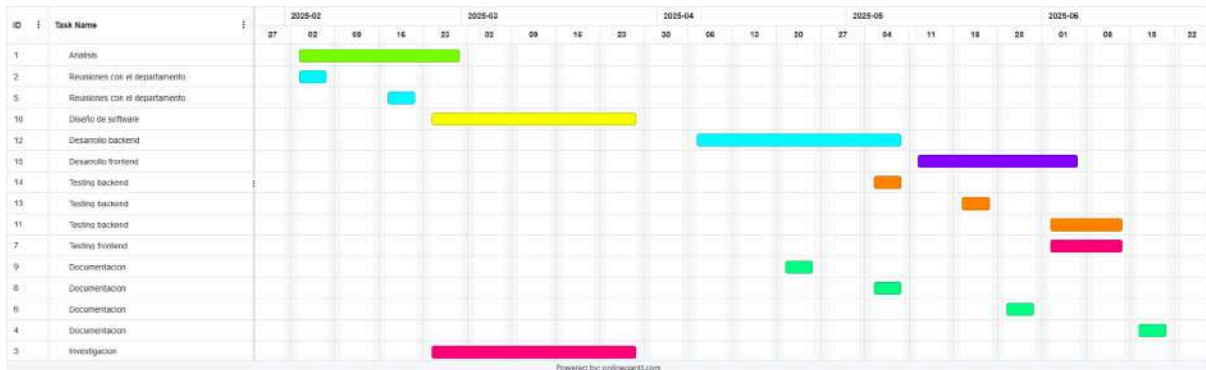 ID Task Name 2025-02 2025-03 2025-04 2025-05 2025-06
27 02 09 16 23 02 09 16 23 30 06 13 20 27 04 11 18 25 01 08 15 22
1 Analisis
2 Reuniones con el departamento
5 Reuniones con el departamento
10 Diseño de software
12 Desarrollo backend
15 Desarrollo frontend
14 Testing backend
13 Testing backend
11 Testing backend
7 Testing frontend
9 Documentacion
8 Documentacion
6 Documentacion
4 Documentacion
3 Investigacion
Powered by: onlinegantt.com